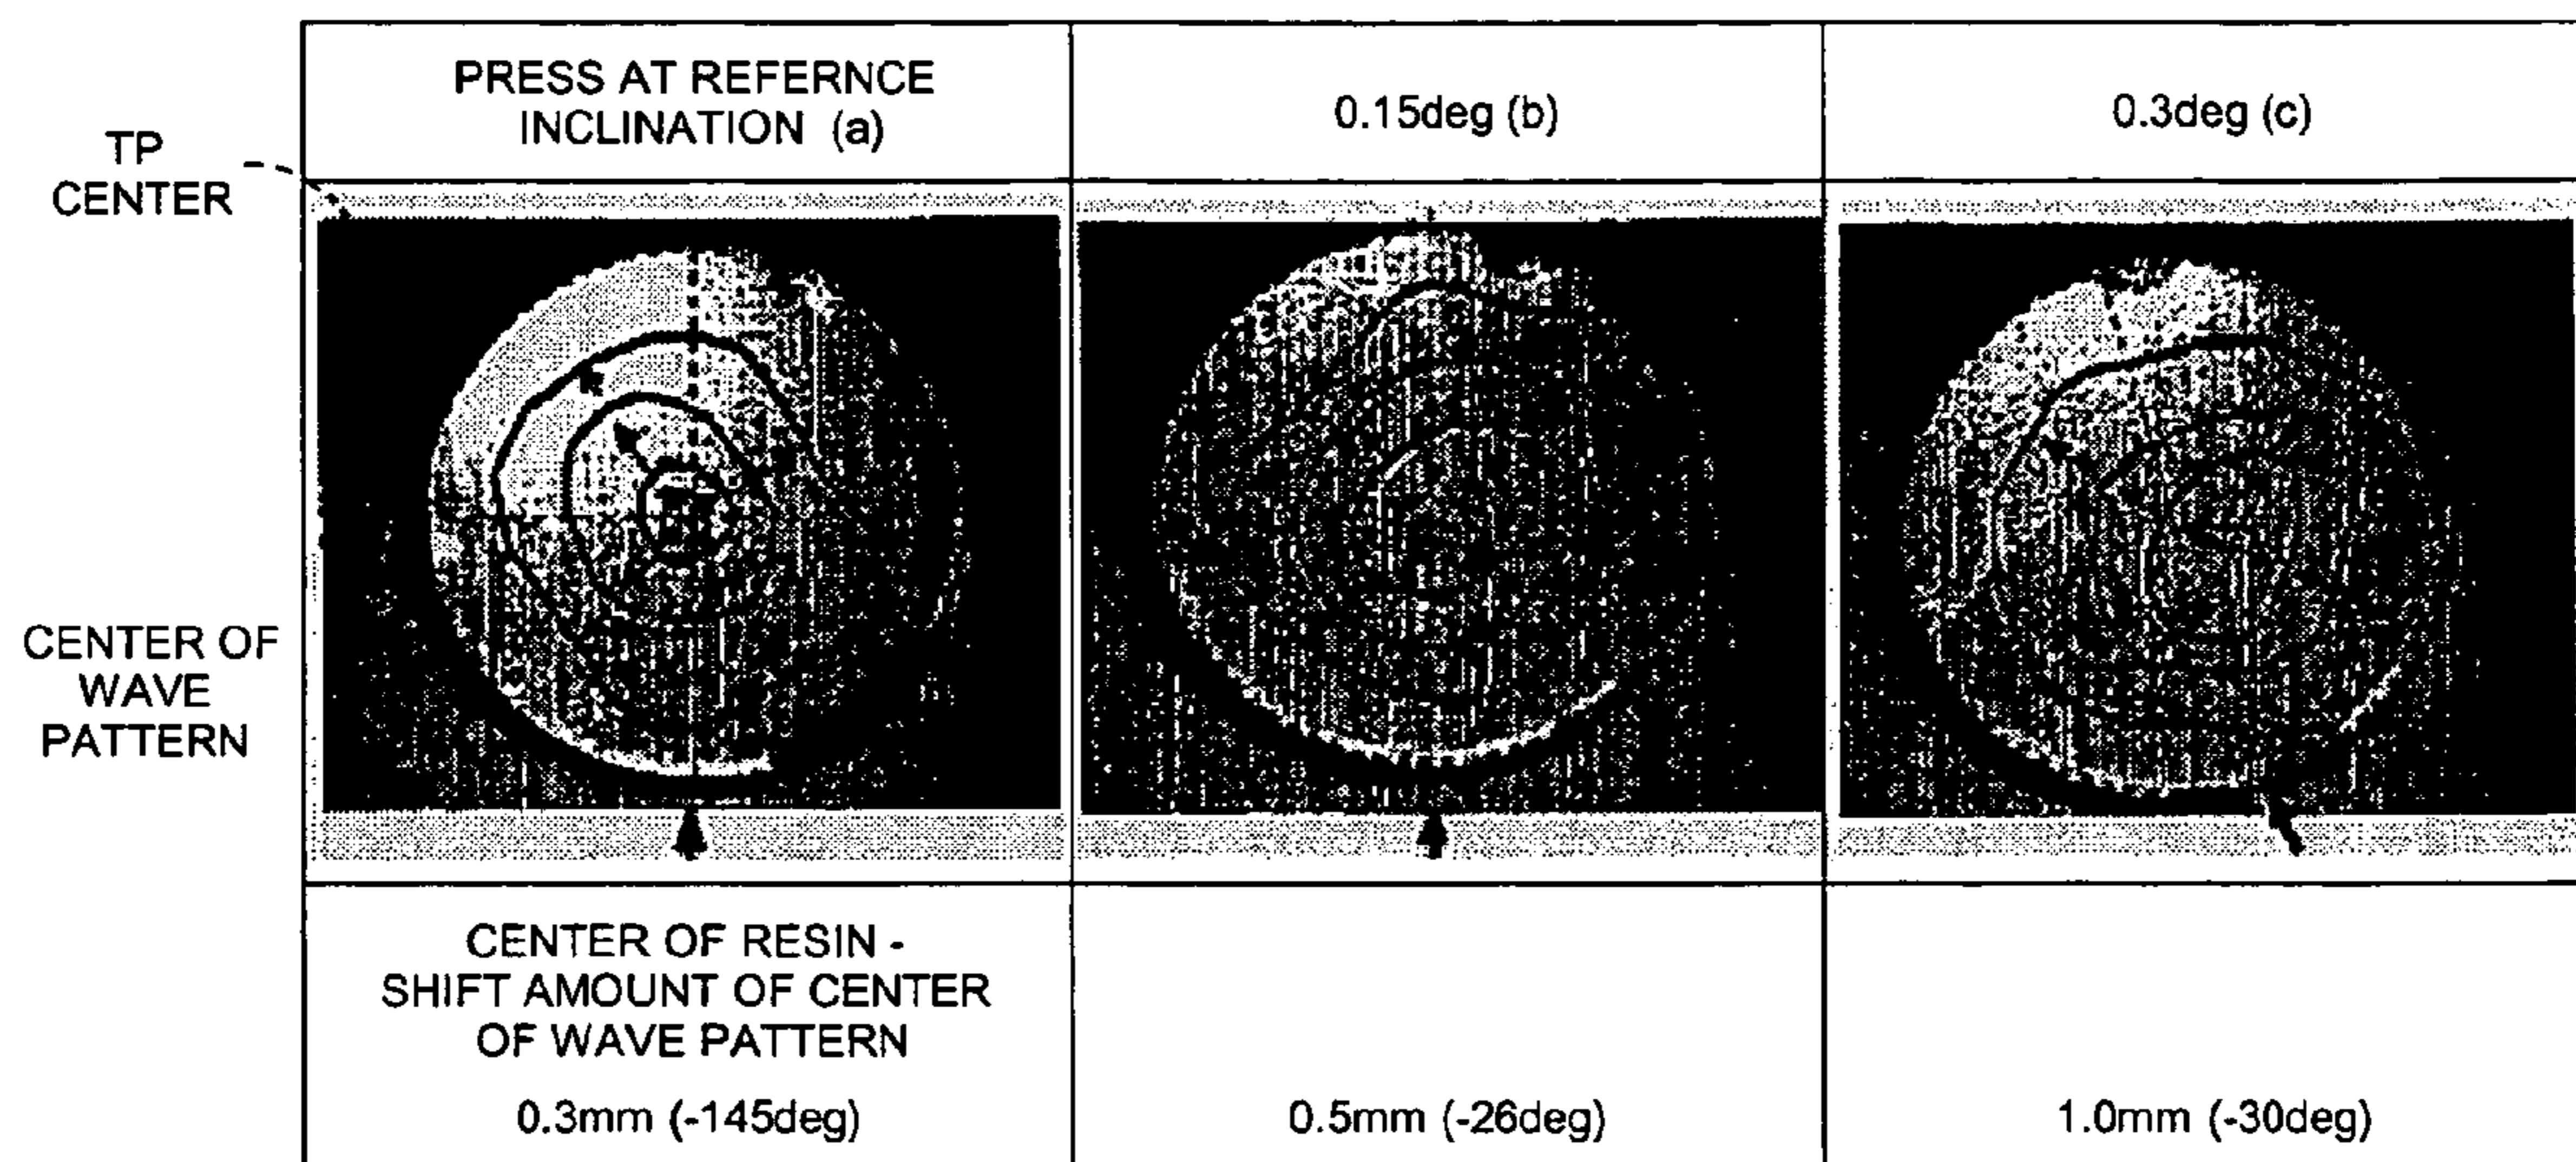 PRESS AT REFERNCE
INCLINATION (a)
0.15deg (b)
0.3deg (c)
TP
CENTER
CENTER OF
WAVE
PATTERN
CENTER OF RESIN -
SHIFT AMOUNT OF CENTER
OF WAVE PATTERN
0.3mm (-145deg)
0.5mm (-26deg)
1.0mm (-30deg)